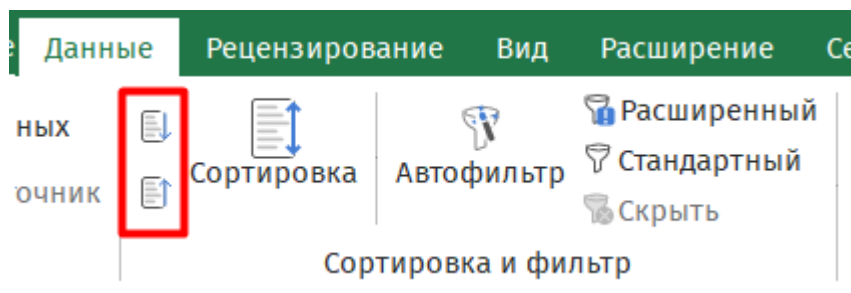 Данные Рецензирование Вид Расширение
ных
очник
Сортировка
Автофильтр
Расширенный
Стандартный
Скрыть
Сортировка и фильтр